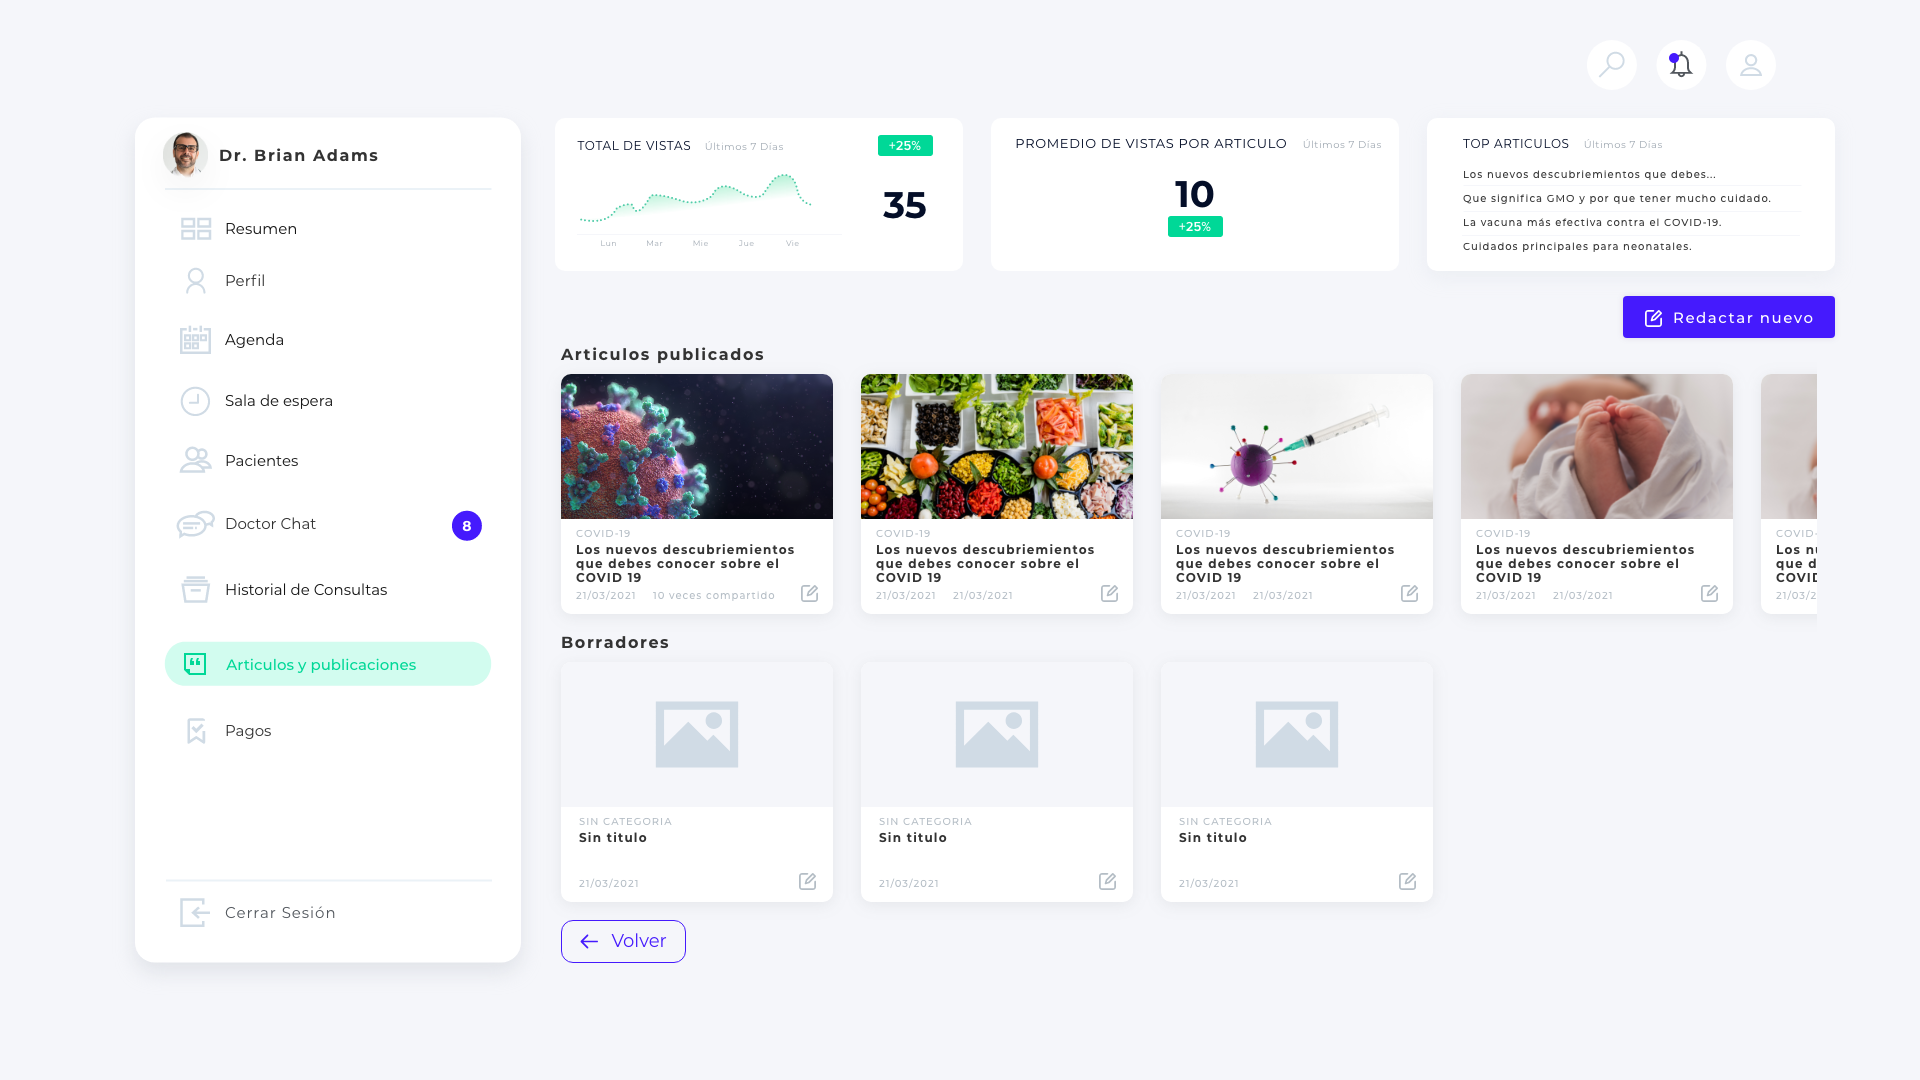 Dr. Brian Adams
Resumen
Perfil
Agenda
Sala de espera
Pacientes
Doctor Chat
8
Historial de Consultas
Articulos y publicaciones
Pagos
Cerrar Sesión
TOTAL DE VISTAS Últimos 7 Días
+25%
35
Lun Mar Mie Jue Vie
PROMEDIO DE VISTAS POR ARTICULO Últimos 7 Días
10
+25%
TOP ARTICULOS Últimos 7 Días
Los nuevos descubriemientos que debes...
Que significa GMO y por que tener mucho cuidado.
La vacuna más efectiva contra el COVID-19.
Cuidados principales para neonatales.
Redactar nuevo
Articulos publicados
COVID-19
Los nuevos descubriemientos
que debes conocer sobre el
COVID 19
21/03/2021 10 veces compartido
COVID-19
Los nuevos descubriemientos
que debes conocer sobre el
COVID 19
21/03/2021 21/03/2021
COVID-19
Los nuevos descubriemientos
que debes conocer sobre el
COVID 19
21/03/2021 21/03/2021
COVID-19
Los nuevos descubriemientos
que debes conocer sobre el
COVID 19
21/03/2021 21/03/2021
COVID-
Los n
que d
COVID
21/03/2
Borradores
SIN CATEGORIA
Sin titulo
21/03/2021
SIN CATEGORIA
Sin titulo
21/03/2021
SIN CATEGORIA
Sin titulo
21/03/2021
Volver